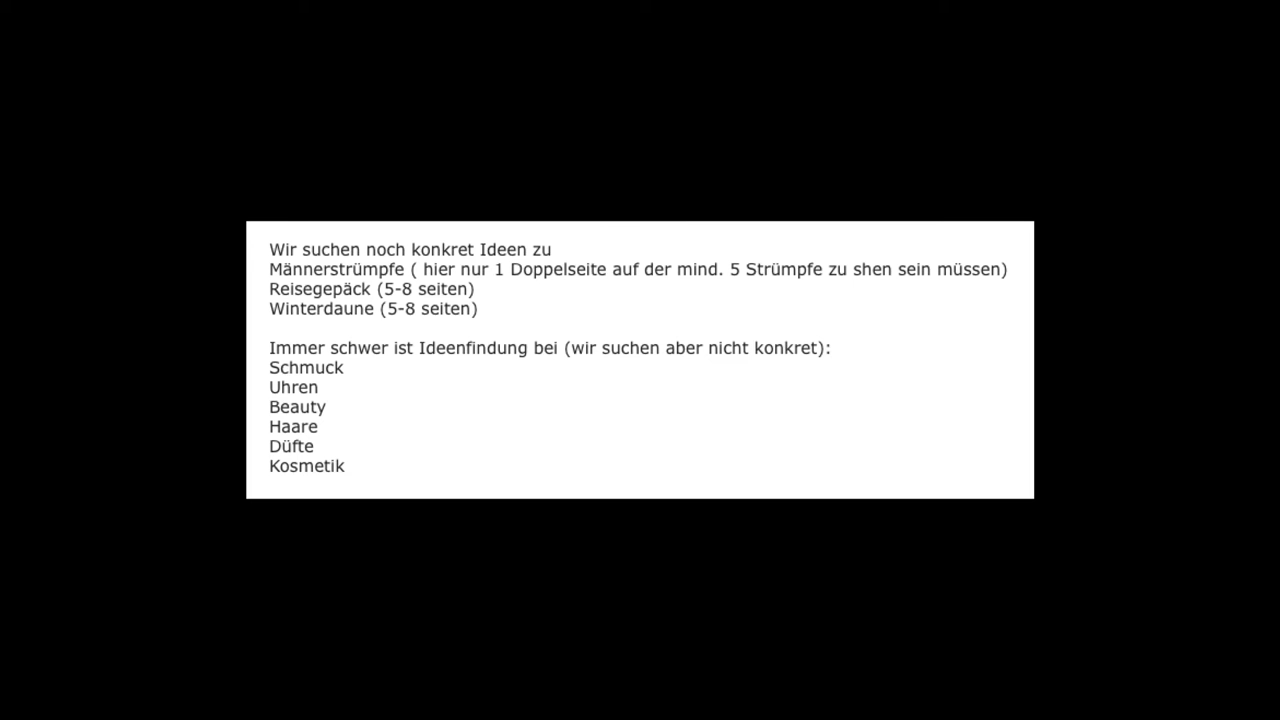 Wir suchen noch konkret Ideen zu
Männerstrümpfe ( hier nur 1 Doppelseite auf der mind. 5 Strümpfe zu shen sein müssen)
Reisegepäck (5-8 seiten)
Winterdaune (5-8 seiten)
Immer schwer ist Ideenfindung bei (wir suchen aber nicht konkret):
Schmuck
Uhren
Beauty
Haare
Düfte
Kosmetik